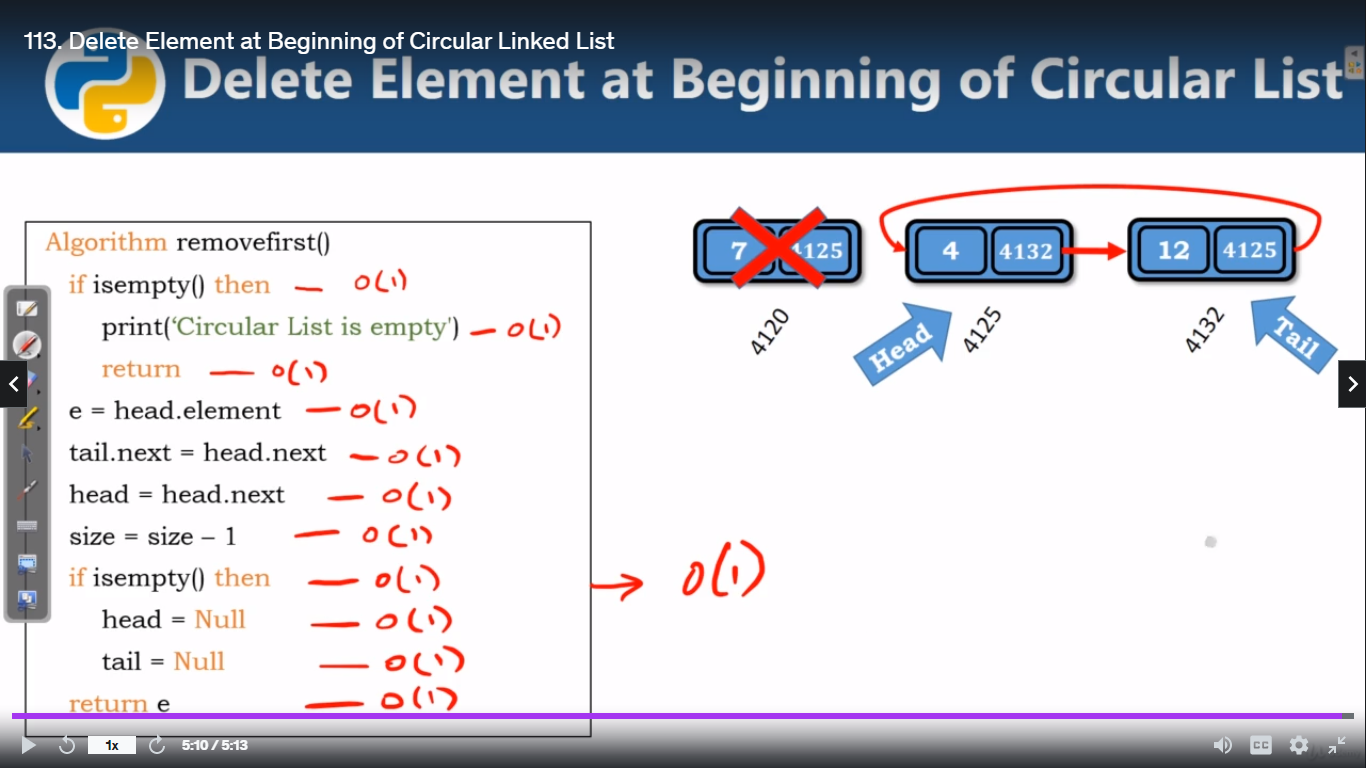 113. Delete Element at Beginning of Circular Linked List
Delete Element at Beginning of Circular List
Algorithm removefirst()
if isempty() then — O(1)
print(‘Circular List is empty') — O(1)
return — O(1)
e = head.element — O(1)
tail.next = head.next — O(1)
head = head.next — O(1)
size = size – 1 — O(1)
if isempty() then — O(1)
head = Null — O(1)
tail = Null — O(1)
return e — O(1)
→ O(1)
7 4125
4 4132
12 4125
4120
4125
4132
Head
Tail
1x
5:10 / 5:13
CC